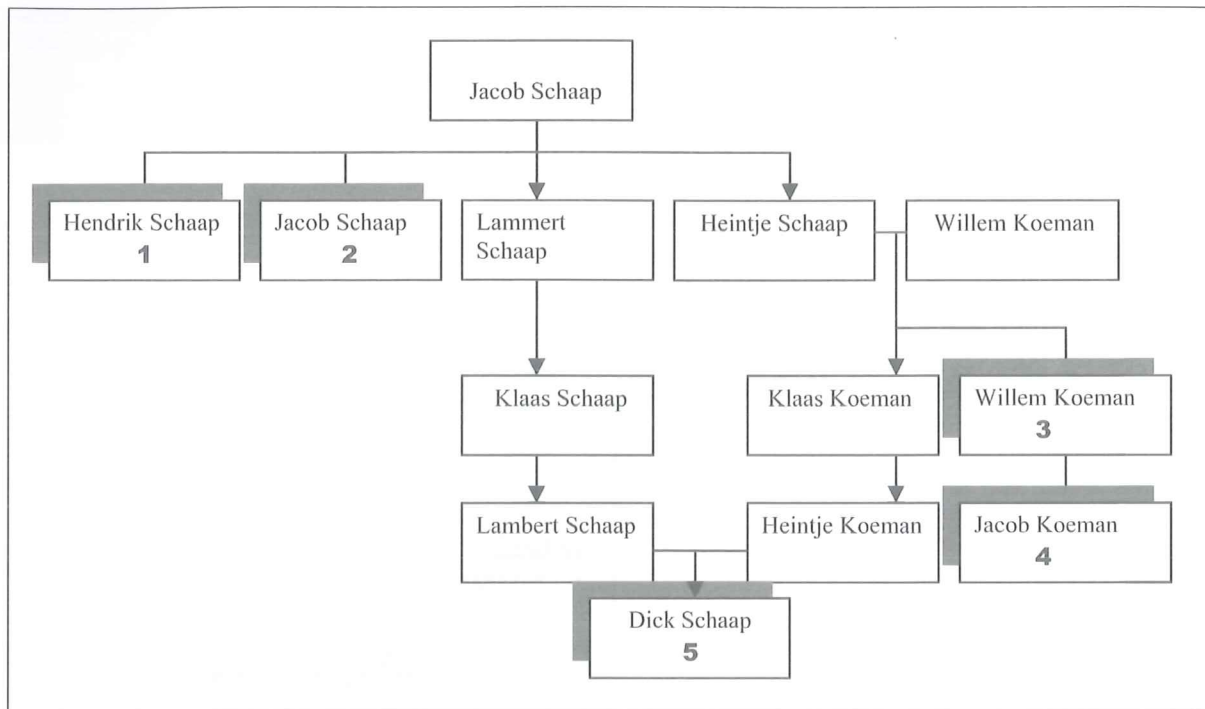 Jacob Schaap
Hendrik Schaap
1
Jacob Schaap
2
Lammert
Schaap
Heintje Schaap
Willem Koeman
Klaas Schaap
Klaas Koeman
Willem Koeman
3
Lambert Schaap
Heintje Koeman
Jacob Koeman
4
Dick Schaap
5